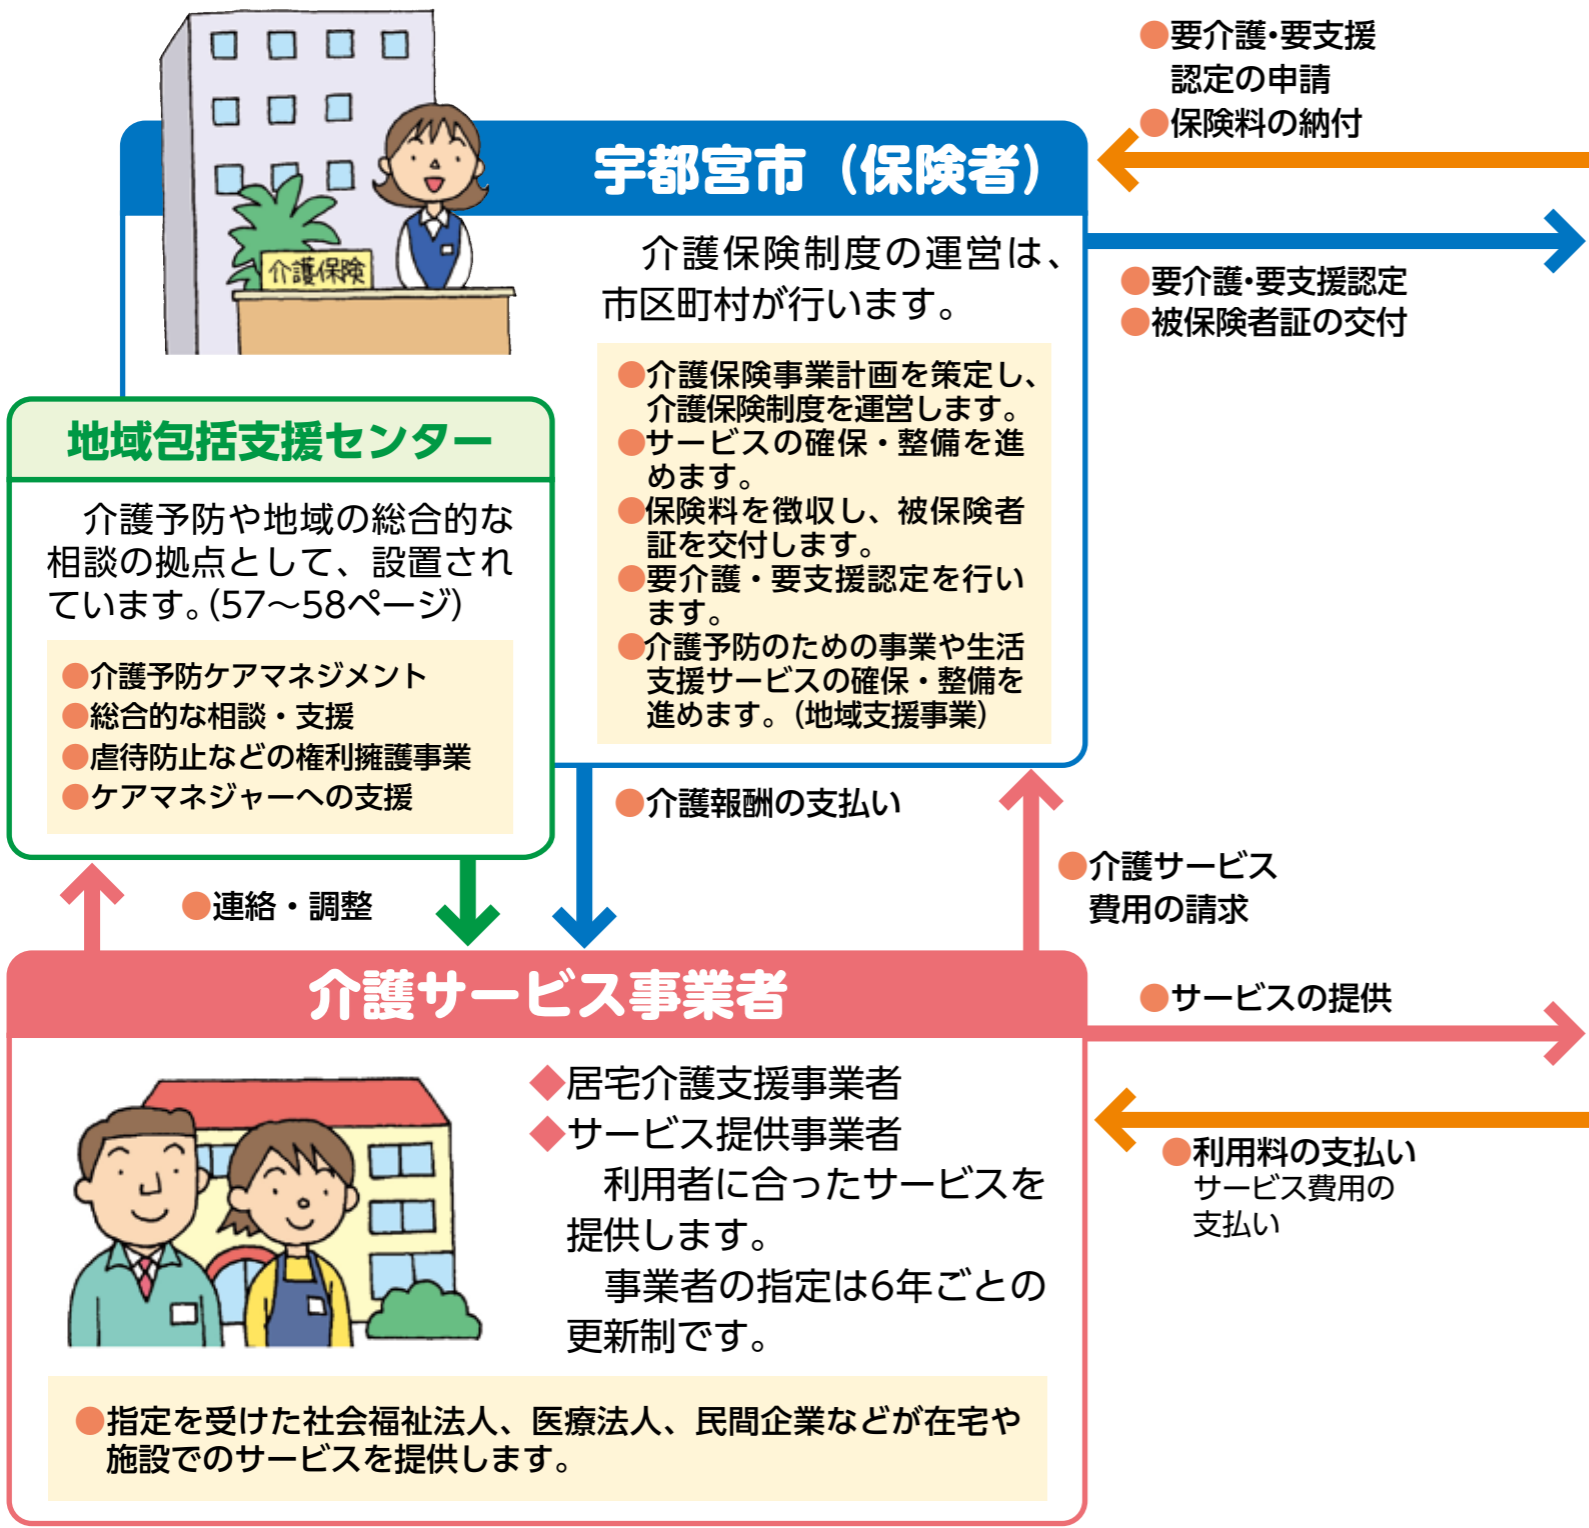 宇都宮市（保険者）
介護保険
介護保険制度の運営は、
市区町村が行います。
●介護保険事業計画を策定し、
介護保険制度を運営します。
●サービスの確保・整備を進
めます。
●保険料を徴収し、被保険者
証を交付します。
●要介護・要支援認定を行い
ます。
●介護予防のための事業や生活
支援サービスの確保・整備を
進めます。（地域支援事業）
●要介護・要支援
認定の申請
●保険料の納付
●要介護・要支援認定
●被保険者証の交付
地域包括支援センター
介護予防や地域の総合的な
相談の拠点として、設置され
ています。（57～58ページ）
●介護予防ケアマネジメント
●総合的な相談・支援
●虐待防止などの権利擁護事業
●ケアマネジャーへの支援
●連絡・調整
●介護報酬の支払い
●介護サービス
費用の請求
介護サービス事業者
◆居宅介護支援事業者
◆サービス提供事業者
利用者に合ったサービスを
提供します。
事業者の指定は6年ごとの
更新制です。
●指定を受けた社会福祉法人、医療法人、民間企業などが在宅や
施設でのサービスを提供します。
●サービスの提供
●利用料の支払い
サービス費用の
支払い